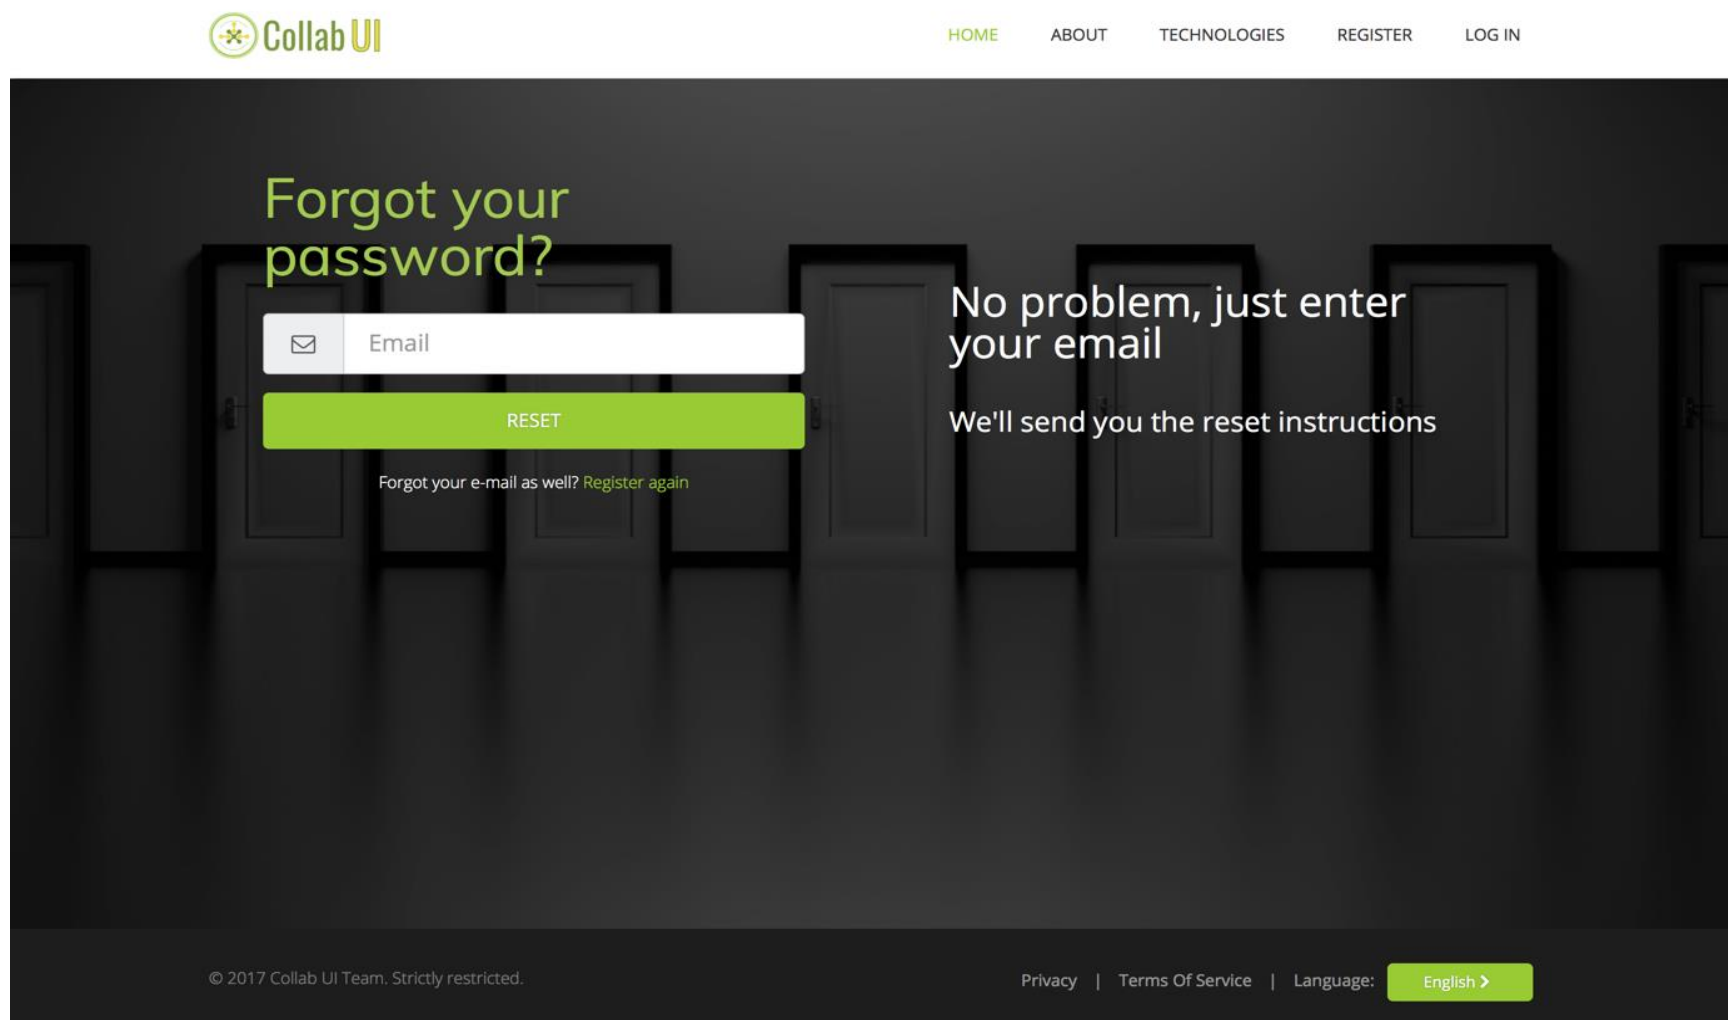 Collab UI
HOME ABOUT TECHNOLOGIES REGISTER LOG IN
Forgot your
password?
Email
RESET
Forgot your e-mail as well? Register again
No problem, just enter
your email
We'll send you the reset instructions
© 2017 Collab UI Team. Strictly restricted.
Privacy | Terms Of Service | Language: English